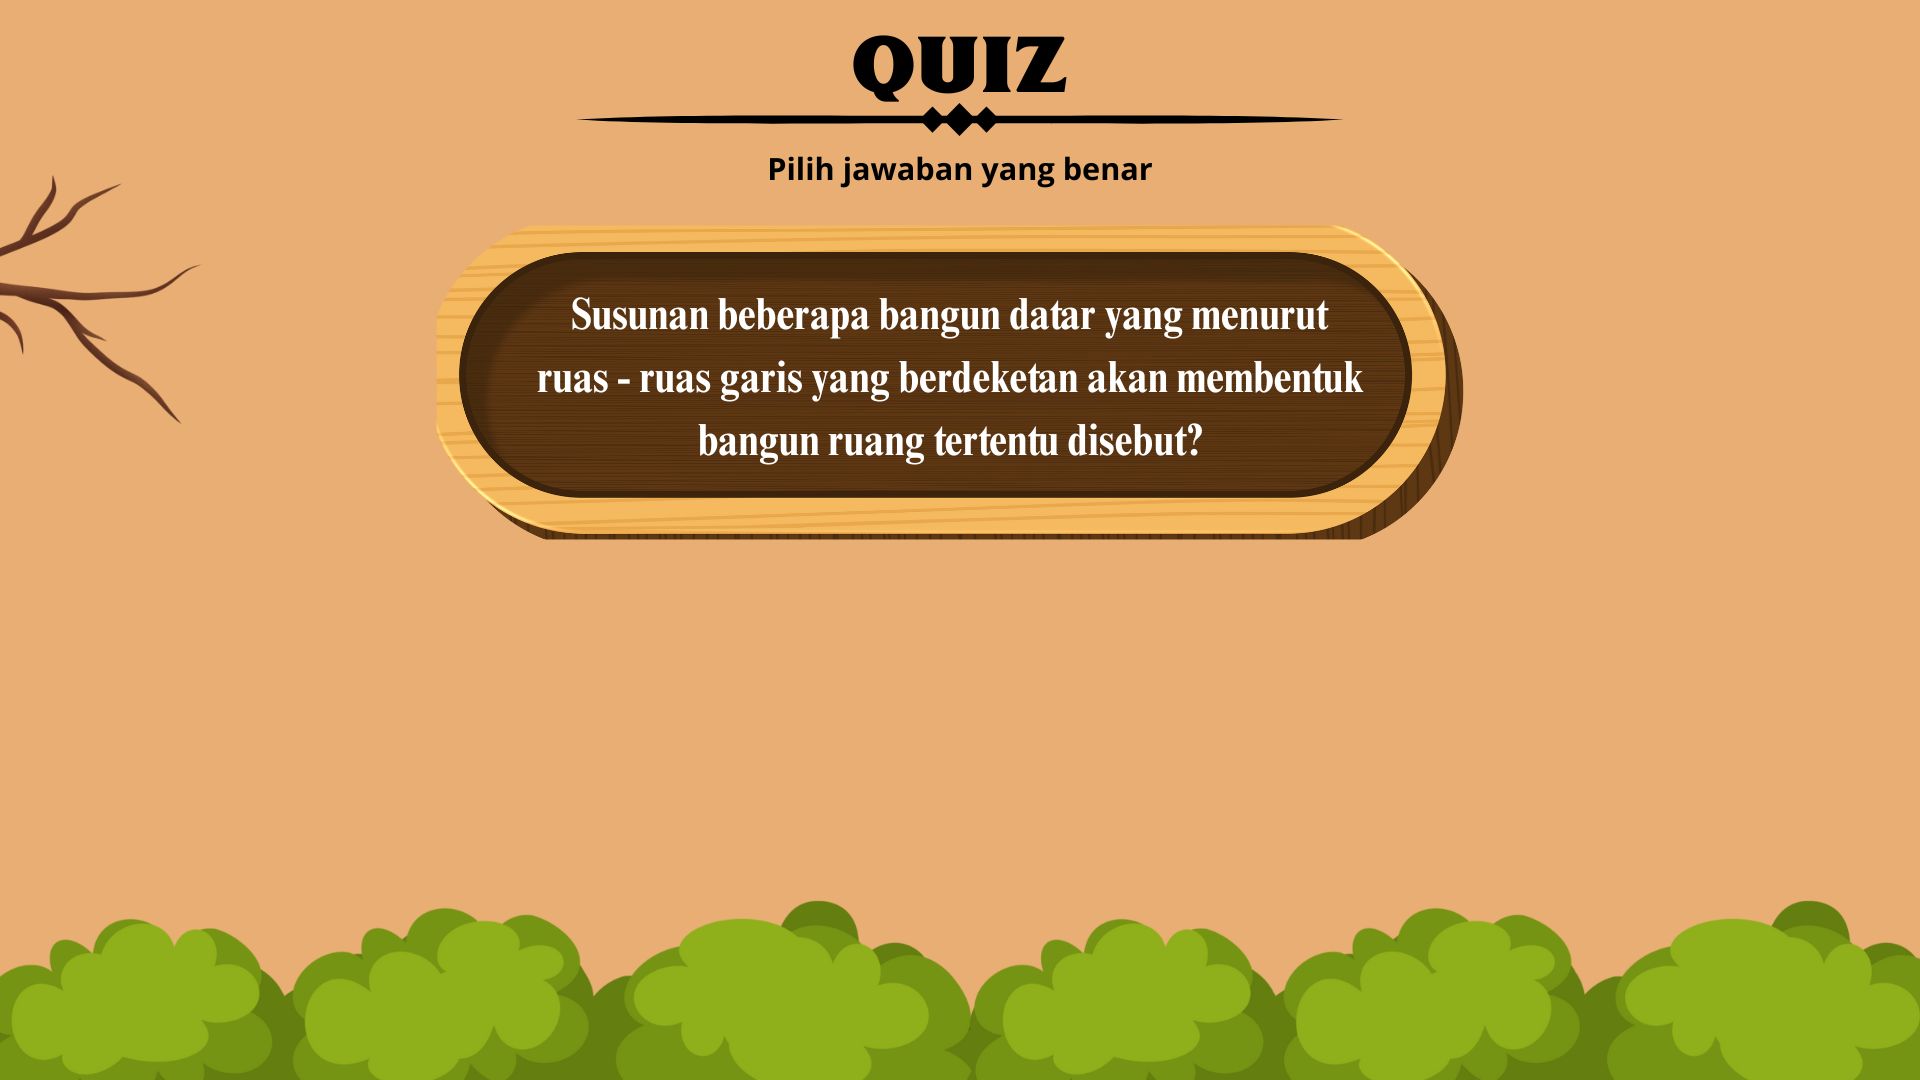 QUIZ
Pilih jawaban yang benar
Susunan beberapa bangun datar yang menurut
ruas - ruas garis yang berdeketan akan membentuk
bangun ruang tertentu disebut?